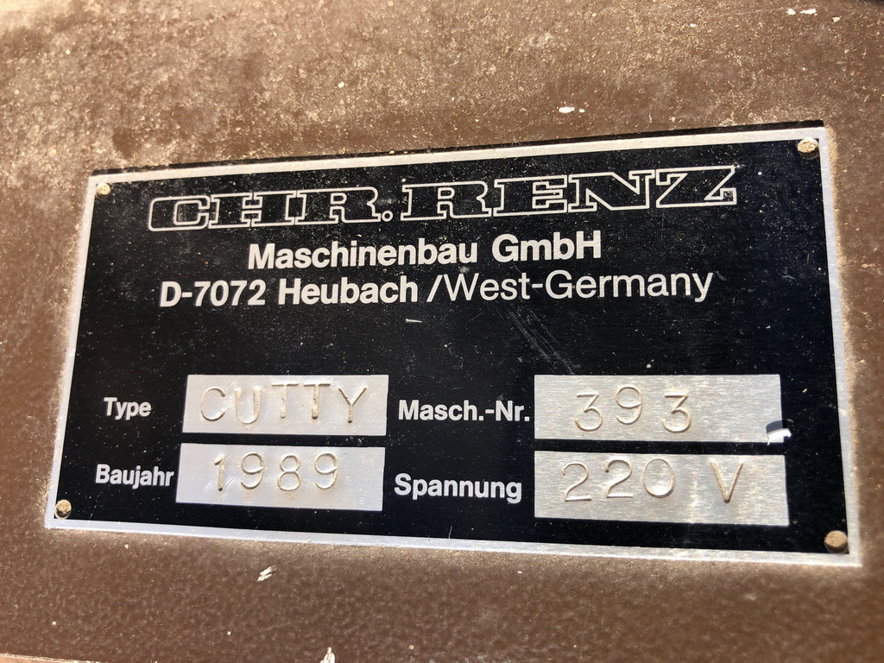 CHR. RENZ
Maschinenbau GmbH
D-7072 Heubach /West-Germany
Type CUTTY Masch.-Nr. 393
Baujahr 1989 Spannung 220 V